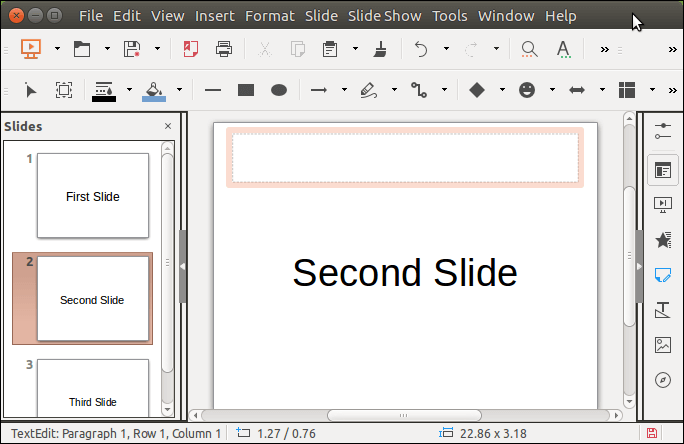 File Edit View Insert Format Slide Slide Show Tools Window Help
Slides
1
First Slide
2
Second Slide
3
Third Slide
Second Slide
TextEdit: Paragraph 1, Row 1, Column 1 1.27 / 0.76 22.86 x 3.18